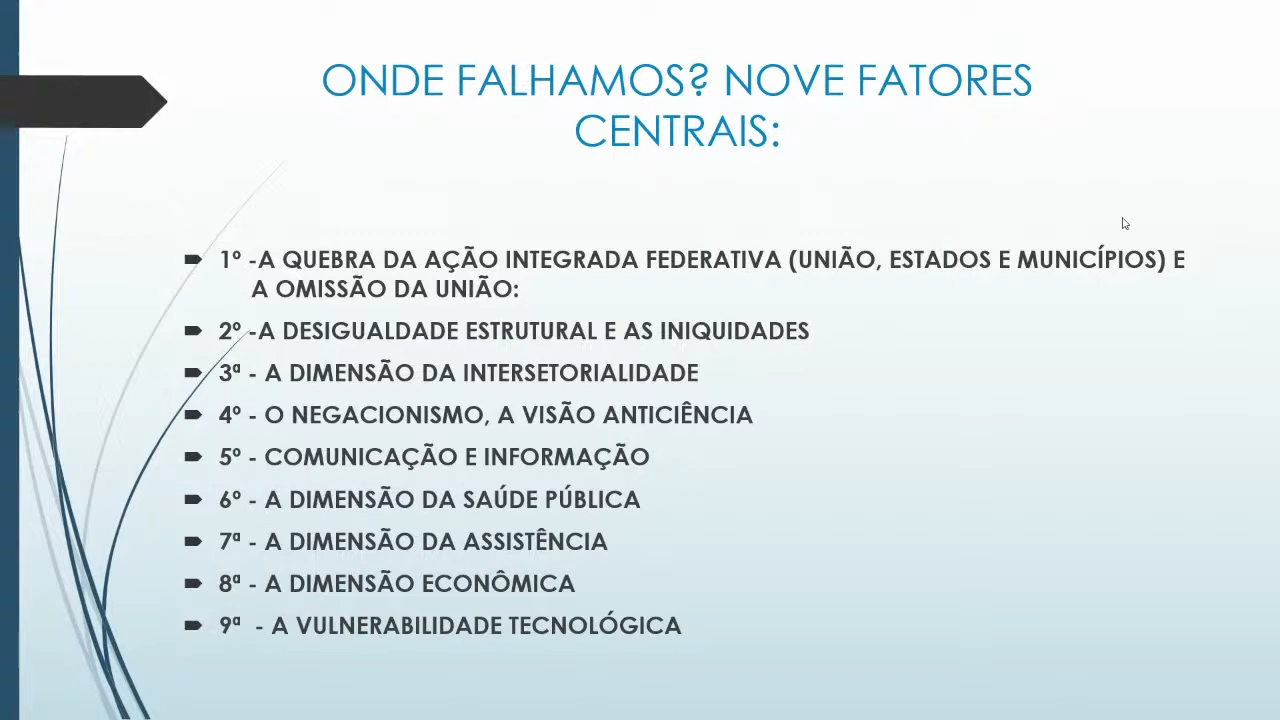 ONDE FALHAMOS? NOVE FATORES
CENTRAIS:
1º -A QUEBRA DA AÇÃO INTEGRADA FEDERATIVA (UNIÃO, ESTADOS E MUNICÍPIOS) E
A OMISSÃO DA UNIÃO:
2º -A DESIGUALDADE ESTRUTURAL E AS INIQUIDADES
3ª - A DIMENSÃO DA INTERSETORIALIDADE
4º - O NEGACIONISMO, A VISÃO ANTICIÊNCIA
5º - COMUNICAÇÃO E INFORMAÇÃO
6º - A DIMENSÃO DA SAÚDE PÚBLICA
7ª - A DIMENSÃO DA ASSISTÊNCIA
8ª - A DIMENSÃO ECONÔMICA
9ª  - A VULNERABILIDADE TECNOLÓGICA